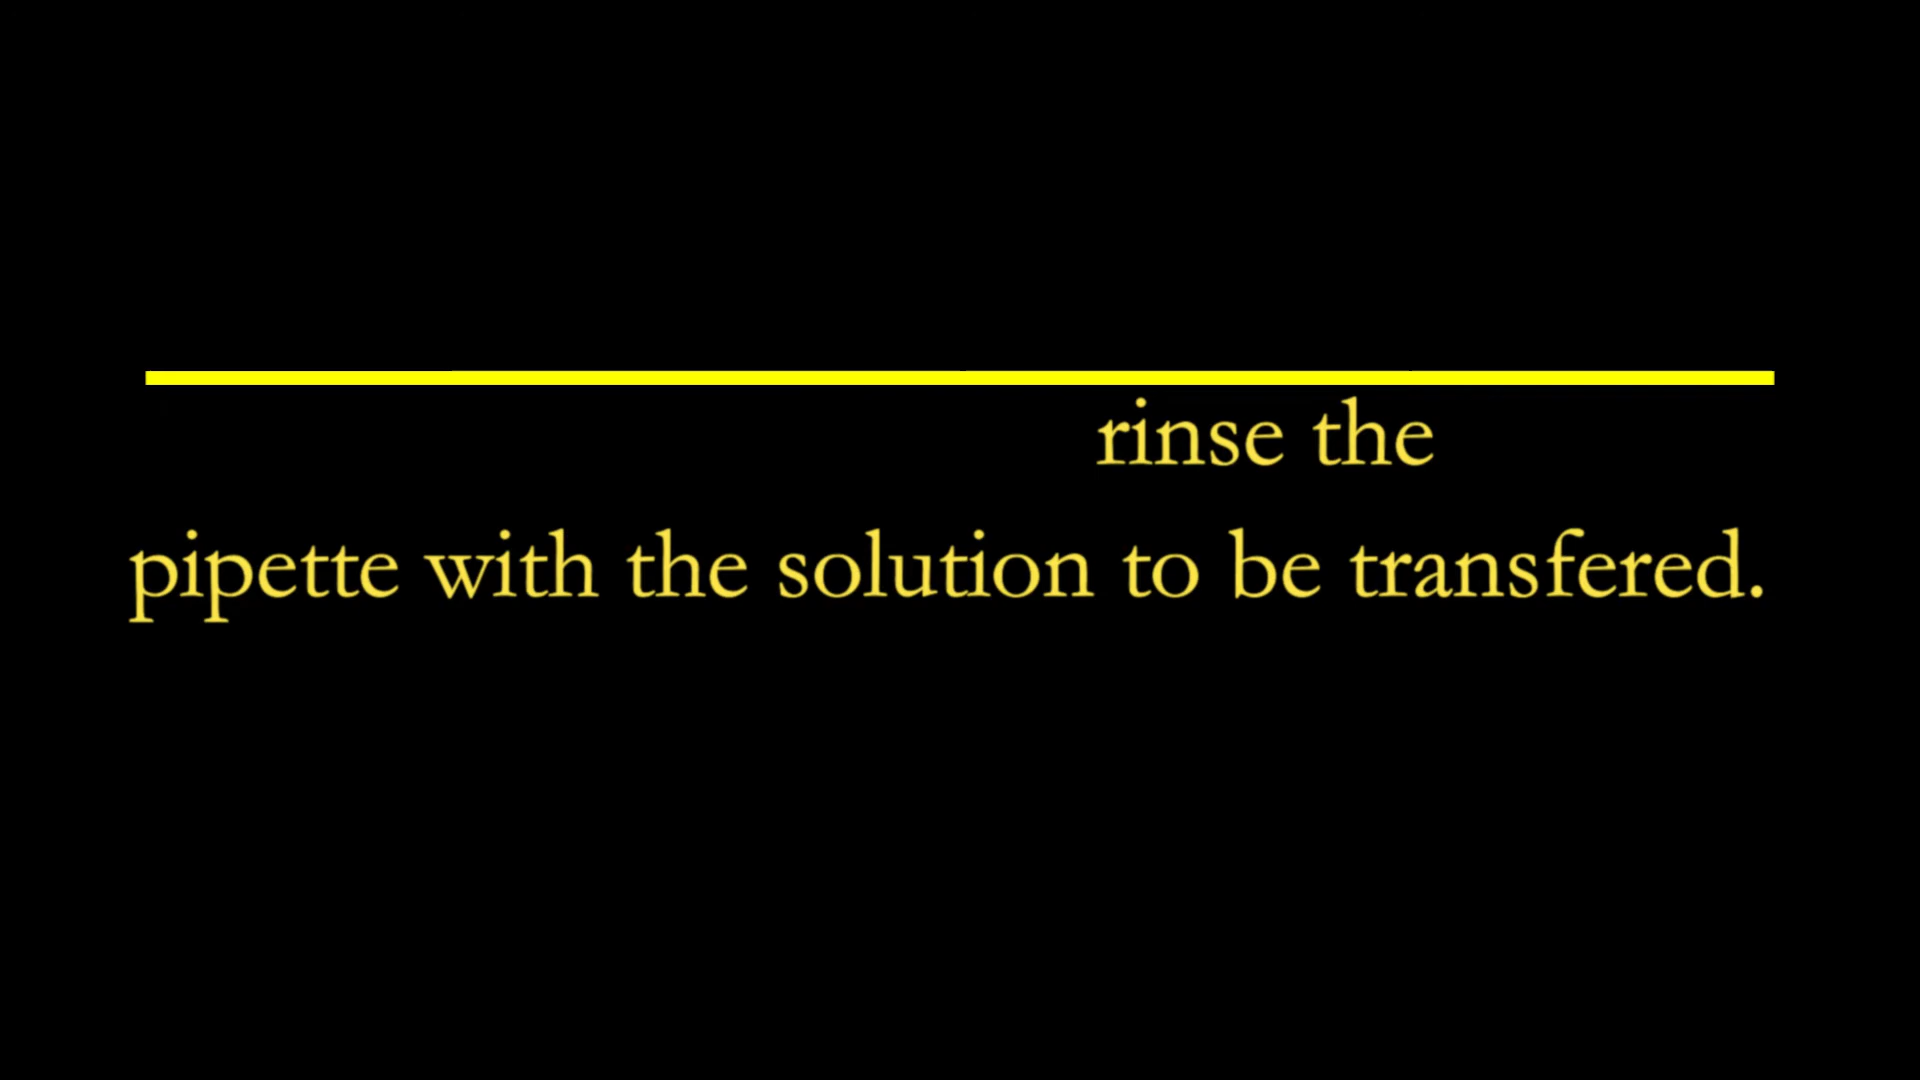 rinse the
pipette with the solution to be transfered.